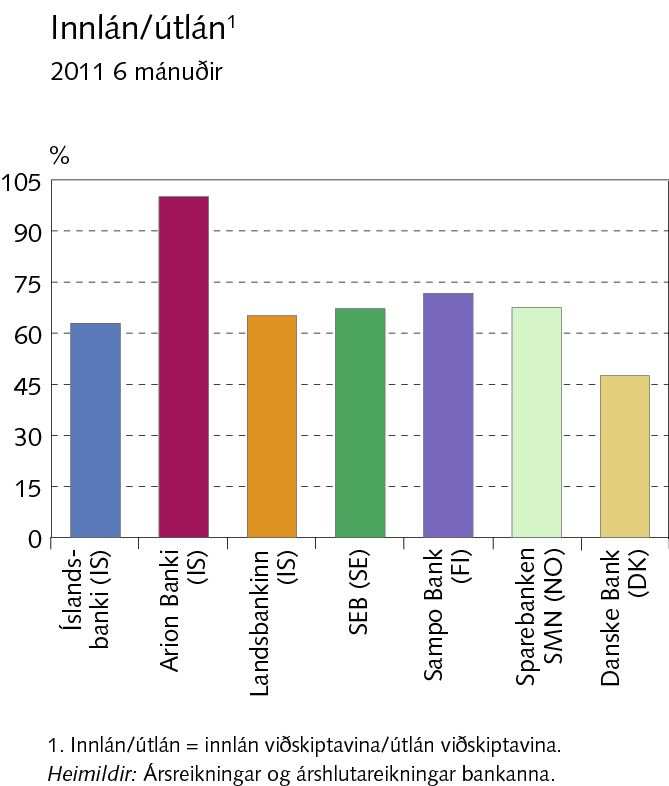 Innlán/útlán¹
2011 6 mánuðir
%
105
90
75
60
45
30
15
0
Íslands-
banki (IS)
Arion Banki
(IS)
Landsbankinn
(IS)
SEB (SE)
Sampo Bank
(FI)
Sparebanken
SMN (NO)
Danske Bank
(DK)
1. Innlán/útlán = innlán viðskiptavina/útlán viðskiptavina.
Heimildir: Ársreikningar og árshlutareikningar bankanna.